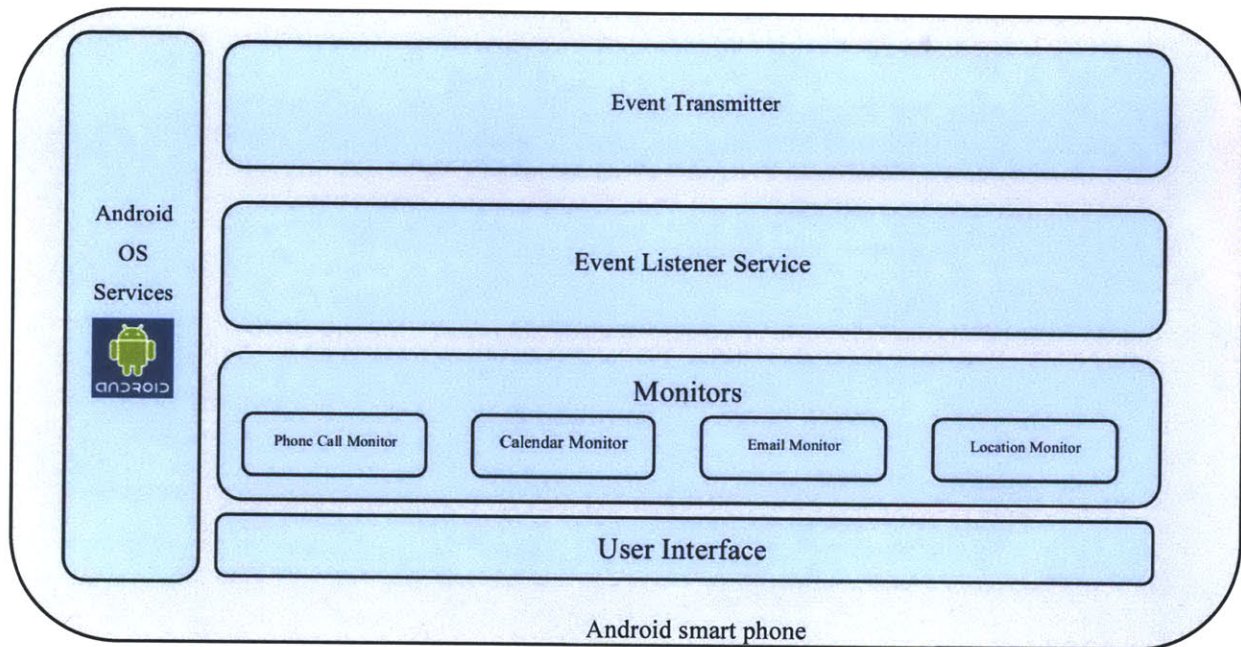 Event Transmitter
Android
OS
Services
ANDROID
Event Listener Service
Monitors
Phone Call Monitor
Calendar Monitor
Email Monitor
Location Monitor
User Interface
Android smart phone